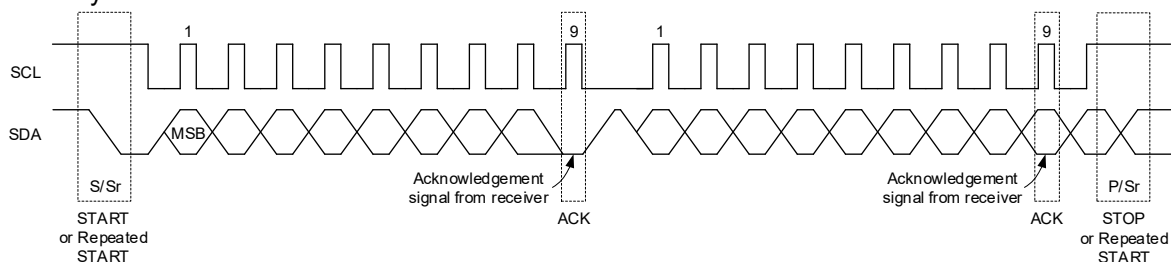 1
9
1
9
SCL
SDA
MSB
S/Sr
Acknowledgement
signal from receiver
Acknowledgement
signal from receiver
P/Sr
START
or Repeated
START
ACK
ACK
STOP
or Repeated
START